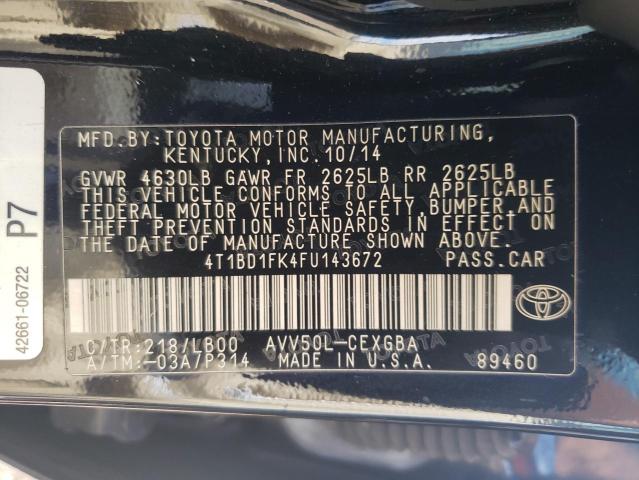 MFD.BY:TOYOTA MOTOR MANUFACTURING,
KENTUCKY,INC.10/14
GVWR 4630LB GAWR FR 2625LB RR 2625LB
THIS VEHICLE CONFORMS TO ALL APPLICABLE
FEDERAL MOTOR VEHICLE SAFETY,BUMPER,AND
THEFT PREVENTION STANDARDS IN EFFECT ON
THE DATE OF MANUFACTURE SHOWN ABOVE.
4T1BD1FK4FU143672 PASS.CAR
C/TR:218/LB00 AVV50L-CEXGBA
A/TM:-03A/P314 MADE IN U.S.A. 89460
P7
42661-06722